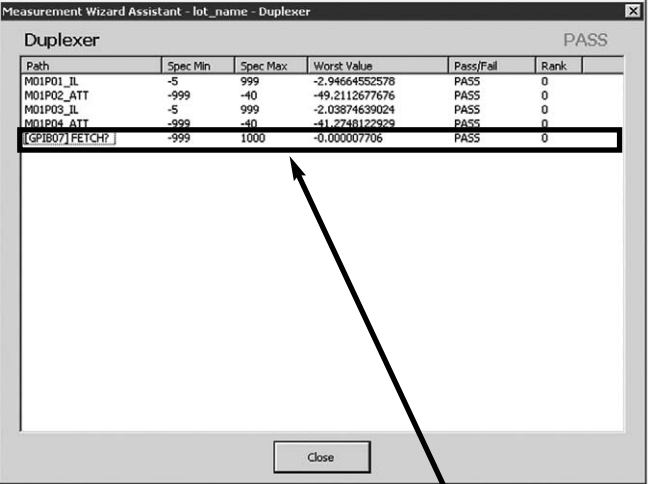 Measurement Wizard Assistant - lot_name - Duplexer
Duplexer PASS
Path Spec Min Spec Max Worst Value Pass/Fail Rank
M01P01_IL -5 999 -2.94664552578 PASS 0
M01P02_ATT -999 -40 -49.2112677676 PASS 0
M01P03_IL -5 999 -2.03874639024 PASS 0
M01P04_ATT -999 -40 -41.2748122929 PASS 0
[GPIB07] FETCH? -999 1000 -0.000007706 PASS 0
Close